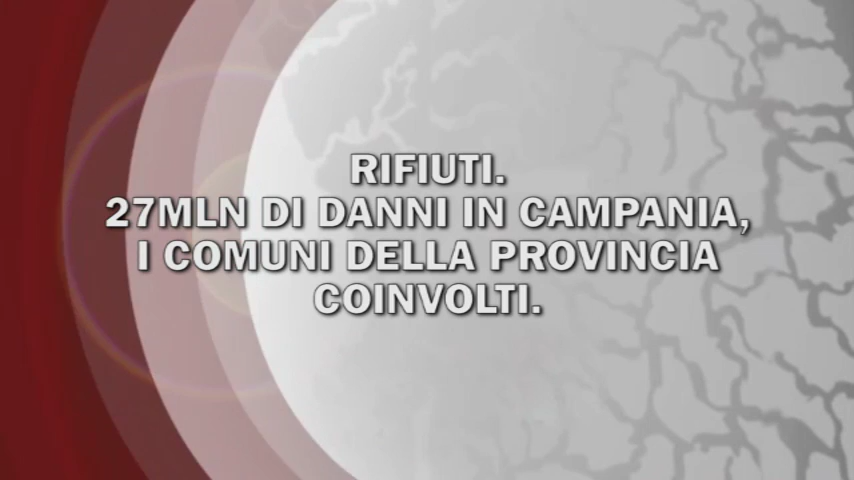 RIFIUTI.
27MLN DI DANNI IN CAMPANIA,
I COMUNI DELLA PROVINCIA
COINVOLTI.